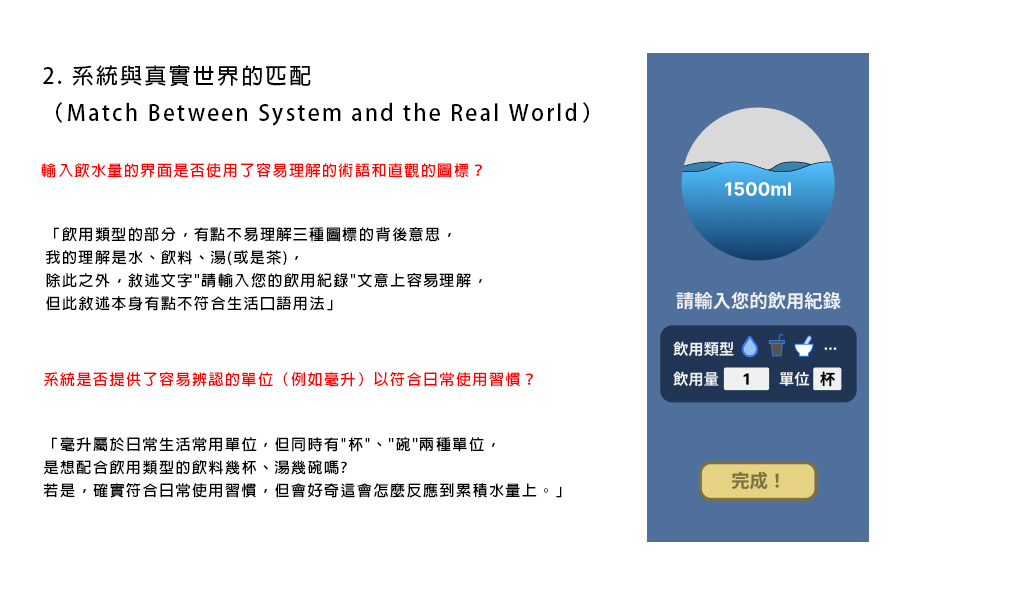 2. 系統與真實世界的匹配
（Match Between System and the Real World）
輸入飲水量的界面是否使用了容易理解的術語和直觀的圖標？
「飲用類型的部分，有點不易理解三種圖標的背後意思，
我的理解是水、飲料、湯(或是茶)，
除此之外，敘述文字"請輸入您的飲用紀錄"文意上容易理解，
但此敘述本身有點不符合生活口語用法」
系統是否提供了容易辨認的單位（例如毫升）以符合日常使用習慣？
「毫升屬於日常生活常用單位，但同時有"杯"、"碗"兩種單位，
是想配合飲用類型的飲料幾杯、湯幾碗嗎?
若是，確實符合日常使用習慣，但會好奇這會怎麼反應到累積水量上。」
1500ml
請輸入您的飲用紀錄
飲用類型 ...
飲用量 1 單位 杯
完成！